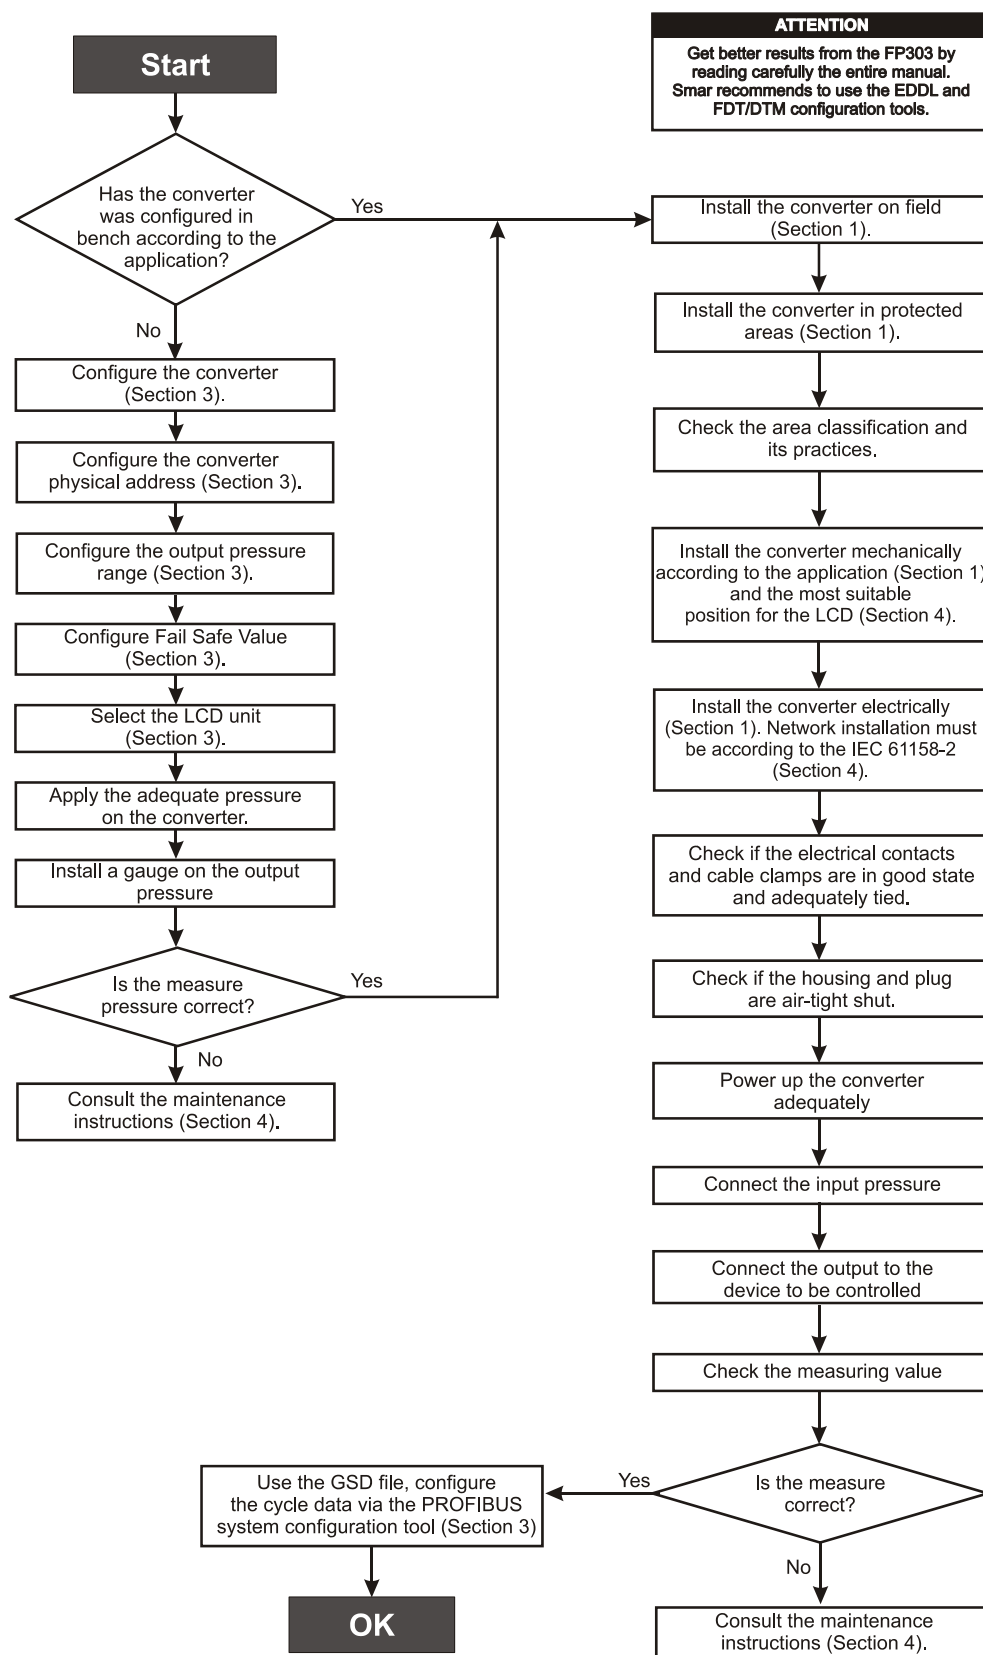 Start
ATTENTION
Get better results from the FP303 by
reading carefully the entire manual.
Smar recommends to use the EDDL and
FDT/DTM configuration tools.
Has the converter
was configured in
bench according to the
application?
Yes
No
Configure the converter
(Section 3).
Configure the converter
physical address (Section 3).
Configure the output pressure
range (Section 3).
Configure Fail Safe Value
(Section 3).
Select the LCD unit
(Section 3).
Apply the adequate pressure
on the converter.
Install a gauge on the output
pressure
Is the measure
pressure correct?
Yes
No
Consult the maintenance
instructions (Section 4).
Install the converter on field
(Section 1).
Install the converter in protected
areas (Section 1).
Check the area classification and
its practices.
Install the converter mechanically
according to the application (Section 1)
and the most suitable
position for the LCD (Section 4).
Install the converter electrically
(Section 1). Network installation must
be according to the IEC 61158-2
(Section 4).
Check if the electrical contacts
and cable clamps are in good state
and adequately tied.
Check if the housing and plug
are air-tight shut.
Power up the converter
adequately
Connect the input pressure
Connect the output to the
device to be controlled
Check the measuring value
Is the measure
correct?
Yes
No
Use the GSD file, configure
the cycle data via the PROFIBUS
system configuration tool (Section 3)
OK
Consult the maintenance
instructions (Section 4).